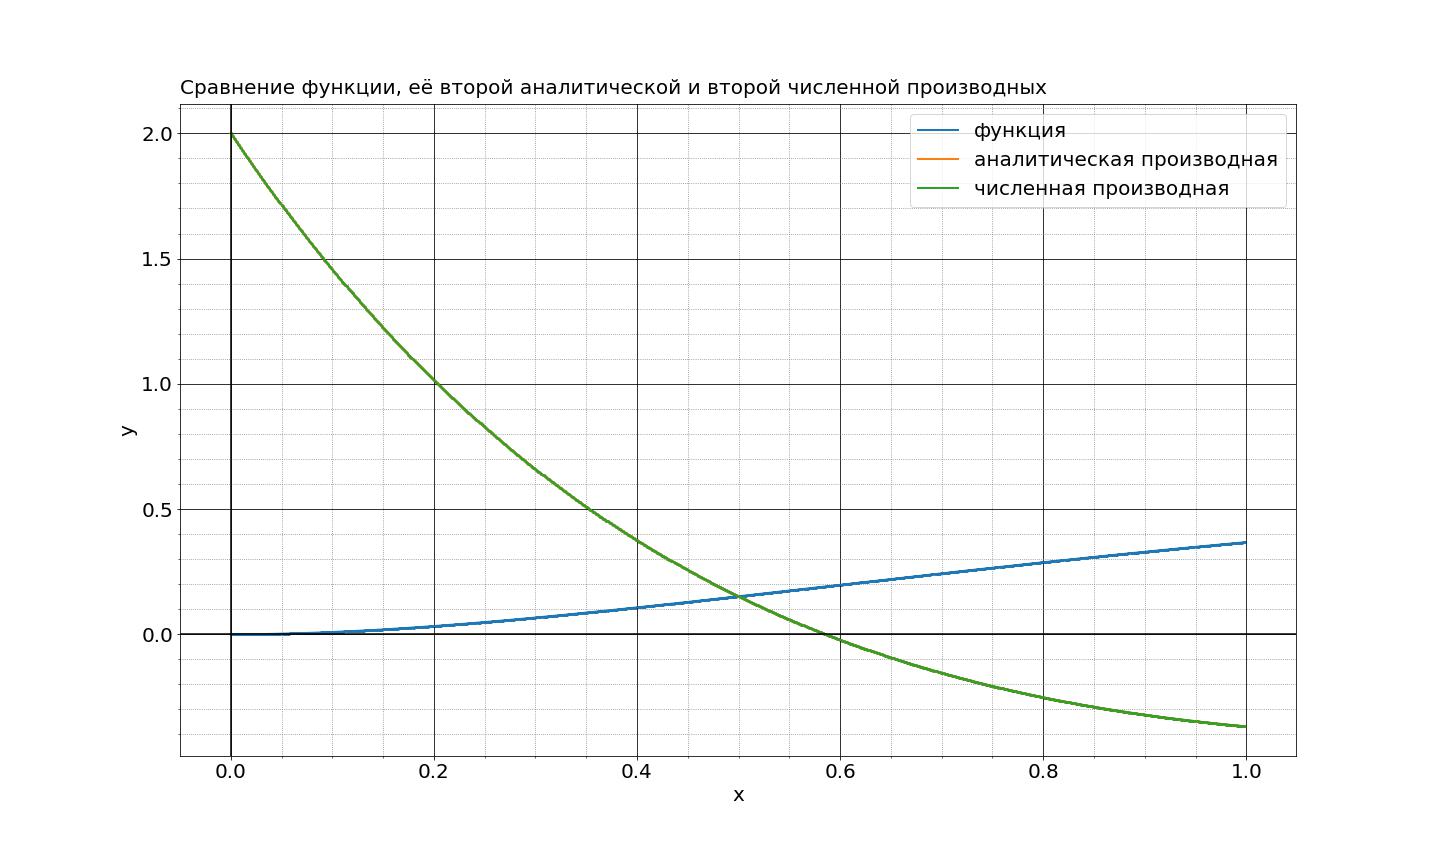 Сравнение функции, её второй аналитической и второй численной производных
функция
аналитическая производная
численная производная
2.0
1.5
1.0
0.5
0.0
y
0.0 0.2 0.4 0.6 0.8 1.0
x